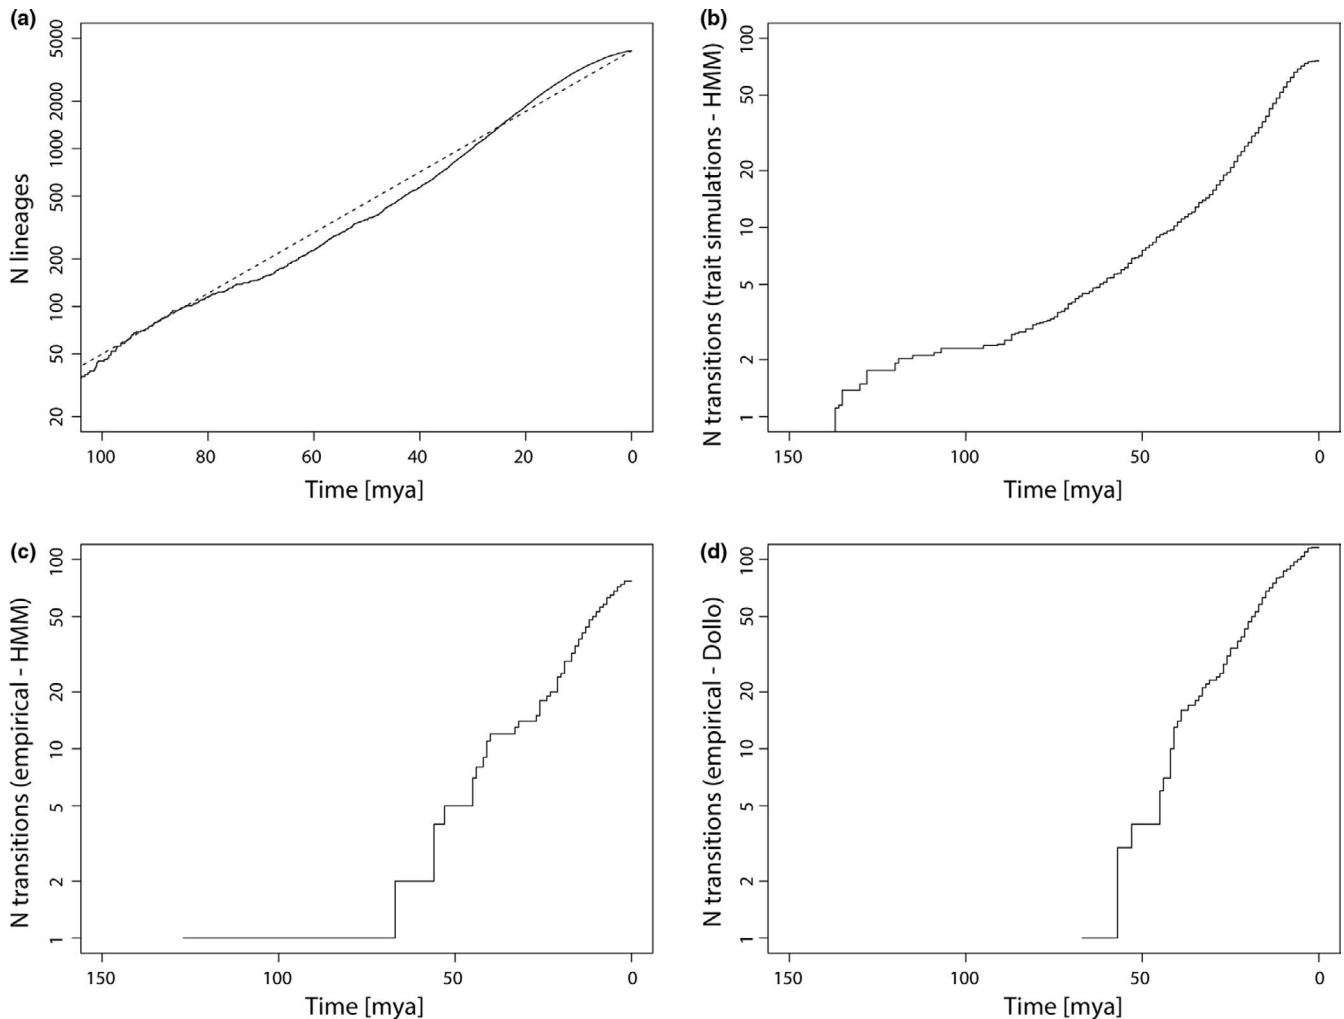 (a)
N lineages
5000
2000
1000
500
200
100
50
20
100 80 60 40 20 0
Time [mya]
(b)
N transitions (trait simulations - HMM)
100
50
20
10
5
2
1
150 100 50 0
Time [mya]
(c)
N transitions (empirical - HMM)
100
50
20
10
5
2
1
150 100 50 0
Time [mya]
(d)
N transitions (empirical - Dollo)
100
50
20
10
5
2
1
150 100 50 0
Time [mya]